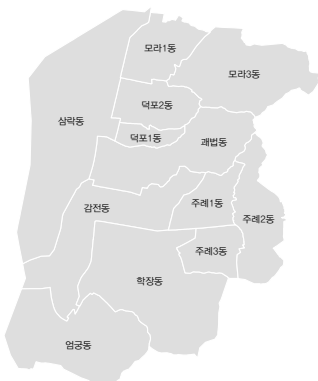 모라1동
모라3동
덕포2동
삼락동
덕포1동
괘법동
주례1동
감전동
주례2동
주례3동
학장동
엄궁동